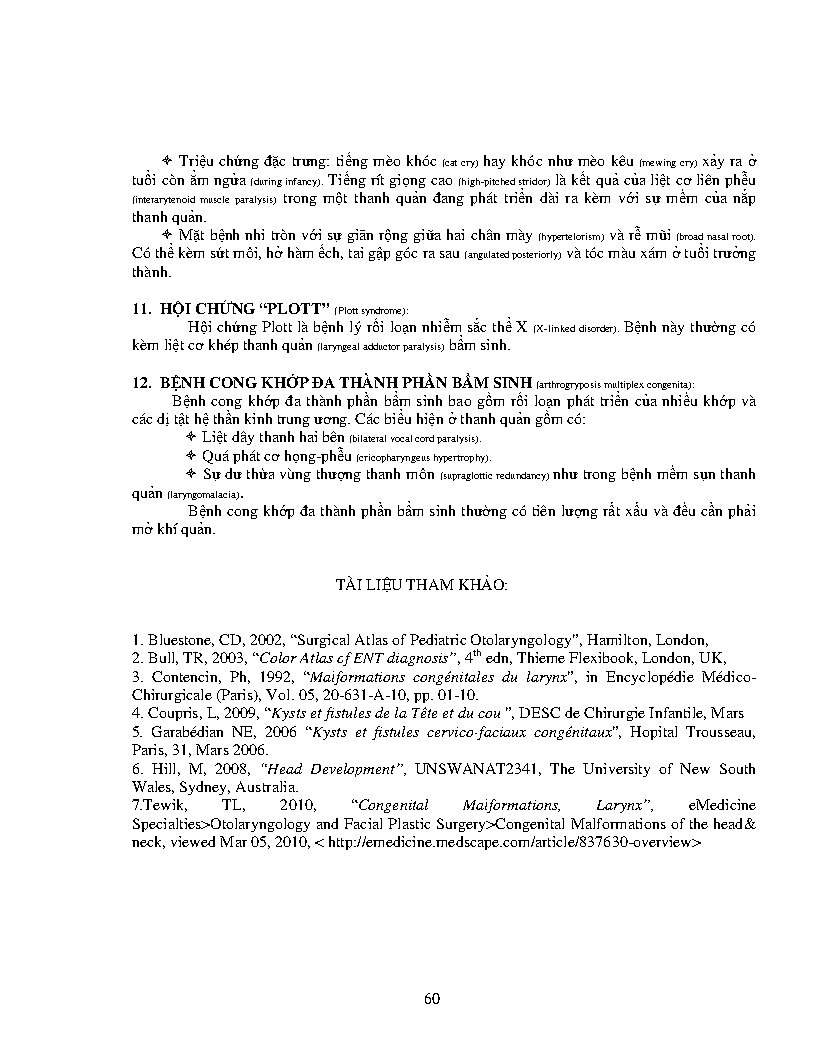 ✧ Triệu chứng đặc trưng: tiếng mèo khóc (cat cry) hay khóc như mèo kêu (mewing cry) xảy ra ở
tuổi còn ẵm ngửa (during infancy). Tiếng rít giọng cao (high-pitched stridor) là kết quả của liệt cơ liên phễu
(interarytenoid muscle paralysis) trong một thanh quản đang phát triển dài ra kèm với sự mềm của nắp
thanh quản.
✧ Mặt bệnh nhi tròn với sự giãn rộng giữa hai chân mày (hypertelorism) và rễ mũi (broad nasal root).
Có thể kèm sứt môi, hở hàm ếch, tai gập góc ra sau (angulated posteriorly) và tóc màu xám ở tuổi trưởng
thành.
11. HỘI CHỨNG “PLOTT” (Plott syndrome):
Hội chứng Plott là bệnh lý rối loạn nhiễm sắc thể X (X-linked disorder). Bệnh này thường có
kèm liệt cơ khép thanh quản (laryngeal adductor paralysis) bẩm sinh.
12. BỆNH CONG KHỚP ĐA THÀNH PHẦN BẨM SINH (arthrogryposis multiplex congenita):
Bệnh cong khớp đa thành phần bẩm sinh bao gồm rối loạn phát triển của nhiều khớp và
các dị tật hệ thần kinh trung ương. Các biểu hiện ở thanh quản gồm có:
✧ Liệt dây thanh hai bên (bilateral vocal cord paralysis).
✧ Quá phát cơ họng-phễu (cricopharyngeus hypertrophy).
✧ Sự dư thừa vùng thượng thanh môn (supraglottic redundancy) như trong bệnh mềm sụn thanh
quản (laryngomalacia).
Bệnh cong khớp đa thành phần bẩm sinh thường có tiên lượng rất xấu và đều cần phải
mở khí quản.
TÀI LIỆU THAM KHẢO:
1. Bluestone, CD, 2002, “Surgical Atlas of Pediatric Otolaryngology”, Hamilton, London,
2. Bull, TR, 2003, “Color Atlas of ENT diagnosis”, 4th edn, Thieme Flexibook, London, UK,
3. Contencin, Ph, 1992, “Malformations congénitales du larynx”, in Encyclopédie Médico-
Chirurgicale (Paris), Vol. 05, 20-631-A-10, pp. 01-10.
4. Coupris, L, 2009, “Kysts et fistules de la Tête et du cou ”, DESC de Chirurgie Infantile, Mars
5. Garabédian NE, 2006 “Kysts et fistules cervico-faciaux congénitaux”, Hopital Trousseau,
Paris, 31, Mars 2006.
6. Hill, M, 2008, “Head Development”, UNSWANAT2341, The University of New South
Wales, Sydney, Australia.
7.Tewik, TL, 2010, “Congenital Malformations, Larynx”, eMedicine
Specialties>Otolaryngology and Facial Plastic Surgery>Congenital Malformations of the head&
neck, viewed Mar 05, 2010, < http://emedicine.medscape.com/article/837630-overview>
60